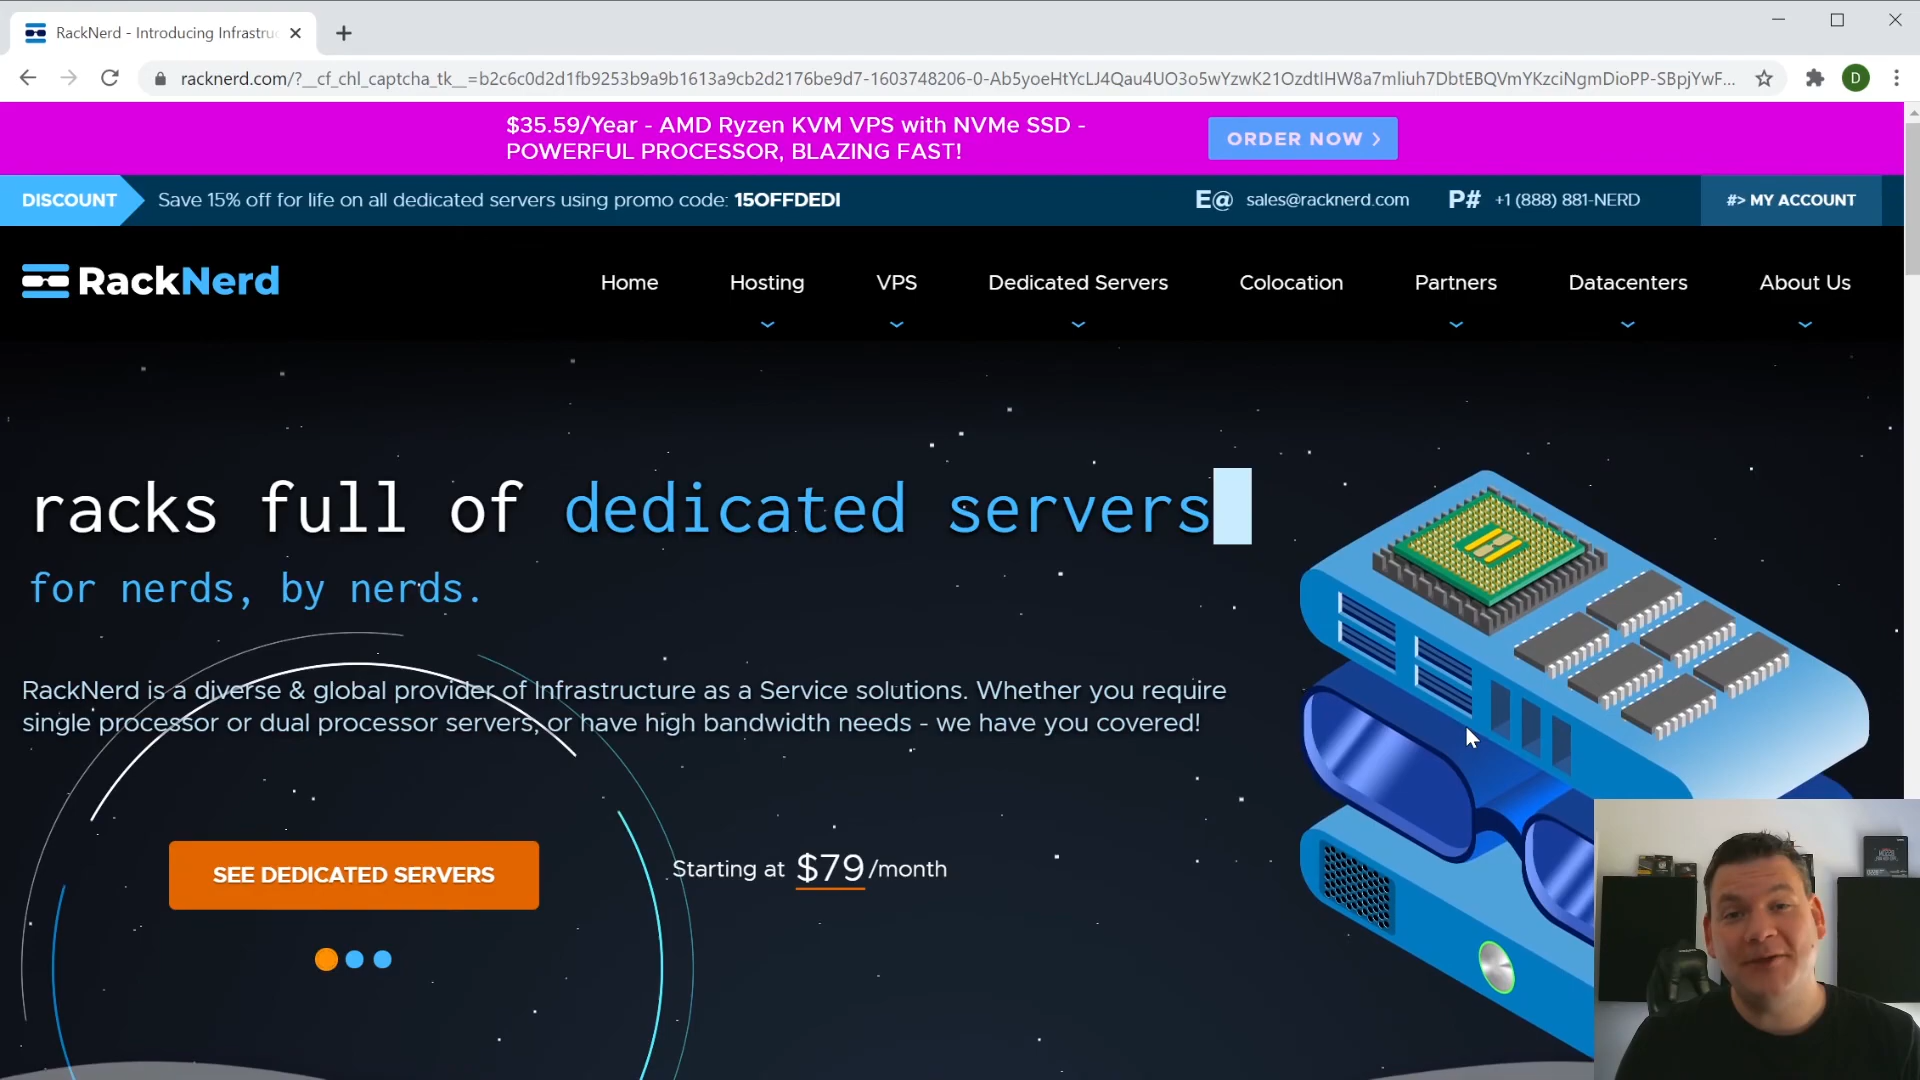 RackNerd - Introducing Infrastruc
racknerd.com/?__cf_chl_captcha_tk__=b2c6c0d2d1fb9253b9a9b1613a9cb2d2176be9d7-1603748206-0-Ab5yoeHtYcLJ4Qau4UO3o5wYzwK21OzdtIHW8a7mliuh7DbtEBQVmYKzciNgmDioPP-SBpjYwF...
D
$35.59/Year - AMD Ryzen KVM VPS with NVMe SSD -
POWERFUL PROCESSOR, BLAZING FAST!
ORDER NOW >
DISCOUNT
Save 15% off for life on all dedicated servers using promo code: 15OFFDEDI
E@ sales@racknerd.com
P# +1 (888) 881-NERD
#> MY ACCOUNT
RackNerd
Home
Hosting
VPS
Dedicated Servers
Colocation
Partners
Datacenters
About Us
racks full of dedicated servers
for nerds, by nerds.
RackNerd is a diverse & global provider of Infrastructure as a Service solutions. Whether you require
single processor or dual processor servers, or have high bandwidth needs - we have you covered!
SEE DEDICATED SERVERS
Starting at $79/month